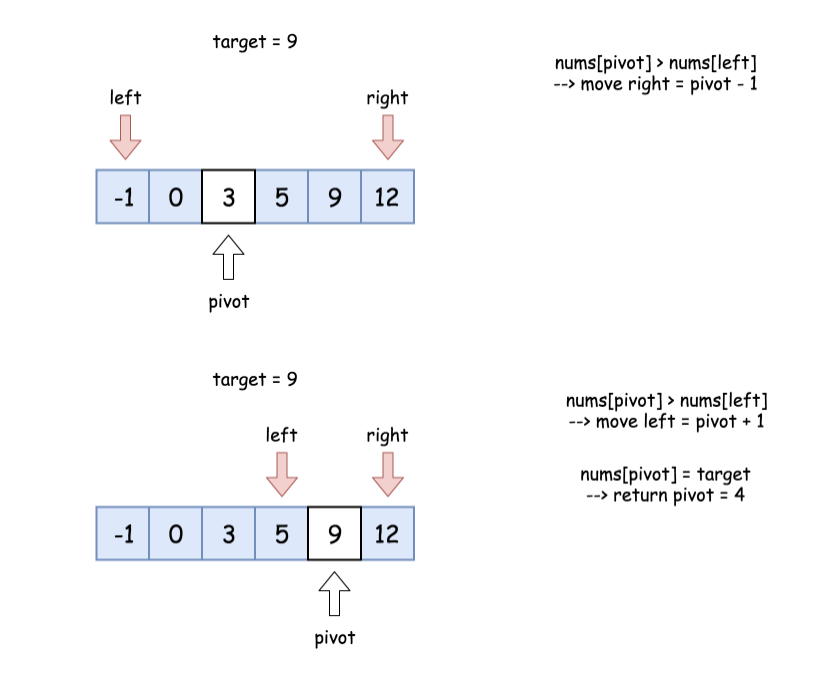 target = 9
nums[pivot] > nums[left]
--> move right = pivot - 1
left
right
-1 0 3 5 9 12
pivot
target = 9
nums[pivot] > nums[left]
--> move left = pivot + 1
left
right
nums[pivot] = target
--> return pivot = 4
-1 0 3 5 9 12
pivot